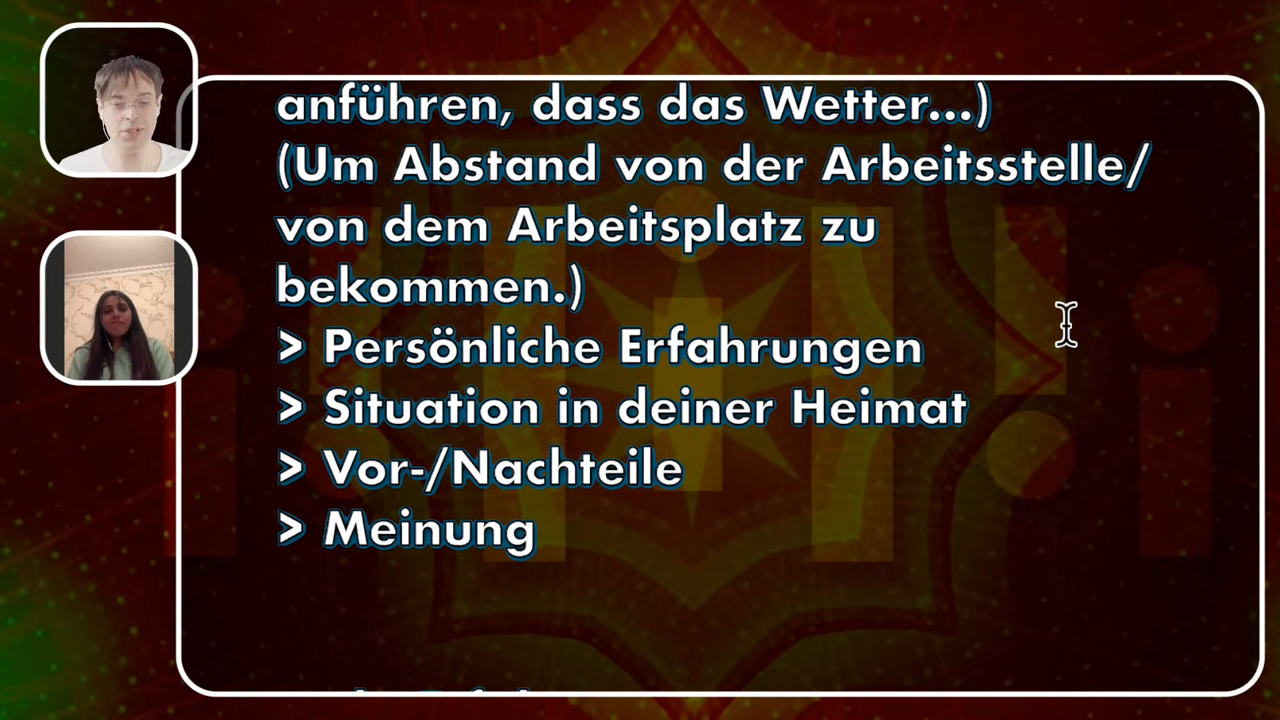 anführen, dass das Wetter...)
(Um Abstand von der Arbeitsstelle/
von dem Arbeitsplatz zu
bekommen.)
> Persönliche Erfahrungen
> Situation in deiner Heimat
> Vor-/Nachteile
> Meinung